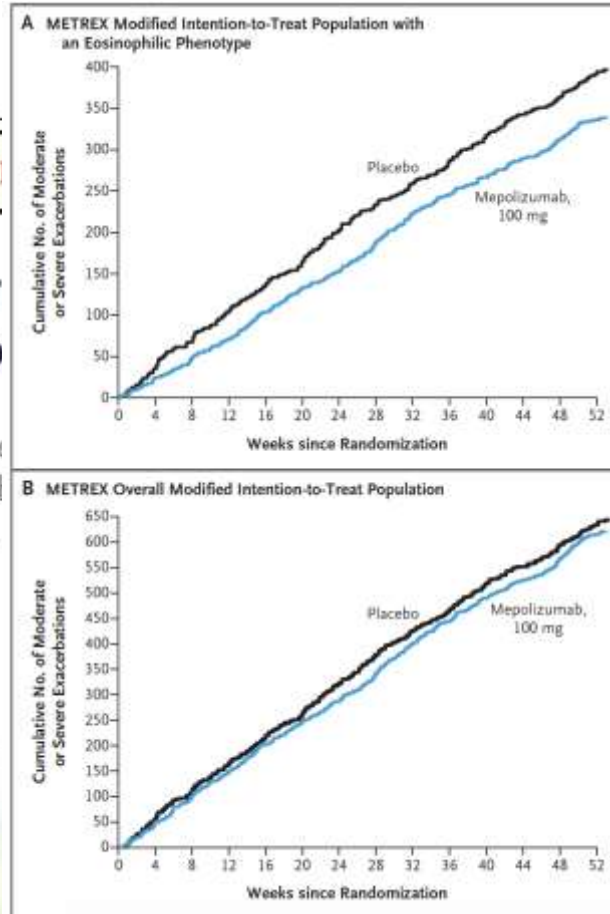 A METREX Modified Intention-to-Treat Population with
an Eosinophilic Phenotype
Cumulative No. of Moderate
or Severe Exacerbations
400
350
300
250
200
150
100
50
0
Placebo
Mepolizumab,
100 mg
0 4 8 12 16 20 24 28 32 36 40 44 48 52
Weeks since Randomization
B METREX Overall Modified Intention-to-Treat Population
Cumulative No. of Moderate
or Severe Exacerbations
650
600
550
500
450
400
350
300
250
200
150
100
50
0
Placebo
Mepolizumab,
100 mg
0 4 8 12 16 20 24 28 32 36 40 44 48 52
Weeks since Randomization